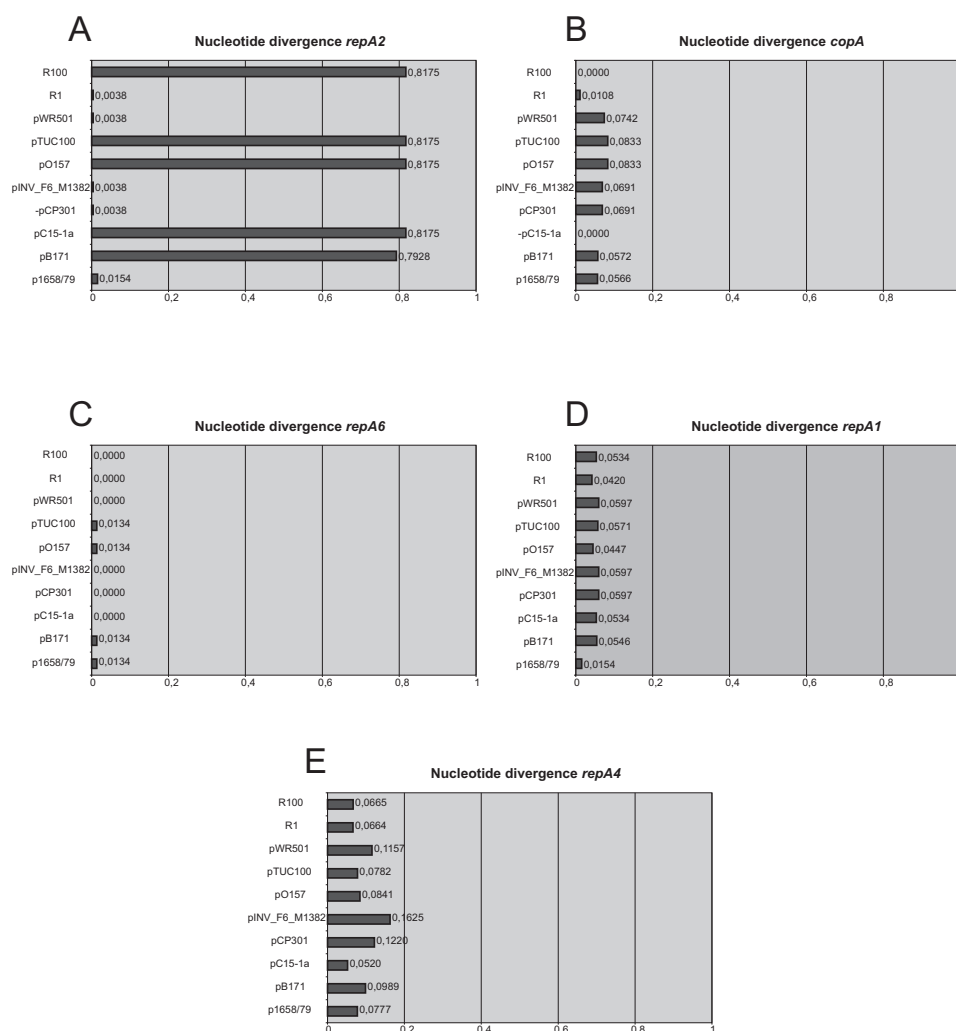 A
Nucleotide divergence repA2
R100 0,8175
R1 0,0038
pWR501 0,0038
pTUC100 0,8175
pO157 0,8175
pINV_F6_M1382 0,0038
-pCP301 0,0038
pC15-1a 0,8175
pB171 0,7928
p1658/79 0,0154
0 0,2 0,4 0,6 0,8 1
B
Nucleotide divergence copA
R100 0,0000
R1 0,0108
pWR501 0,0742
pTUC100 0,0833
pO157 0,0833
pINV_F6_M1382 0,0691
pCP301 0,0691
-pC15-1a 0,0000
pB171 0,0572
p1658/79 0,0566
0 0,2 0,4 0,6 0,8
C
Nucleotide divergence repA6
R100 0,0000
R1 0,0000
pWR501 0,0000
pTUC100 0,0134
pO157 0,0134
pINV_F6_M1382 0,0000
pCP301 0,0000
pC15-1a 0,0000
pB171 0,0134
p1658/79 0,0134
0 0,2 0,4 0,6 0,8 1
D
Nucleotide divergence repA1
R100 0,0534
R1 0,0420
pWR501 0,0597
pTUC100 0,0571
pO157 0,0447
pINV_F6_M1382 0,0597
pCP301 0,0597
pC15-1a 0,0534
pB171 0,0546
p1658/79 0,0154
0 0,2 0,4 0,6 0,8
E
Nucleotide divergence repA4
R100 0,0665
R1 0,0664
pWR501 0,1157
pTUC100 0,0782
pO157 0,0841
pINV_F6_M1382 0,1625
pCP301 0,1220
pC15-1a 0,0520
pB171 0,0989
p1658/79 0,0777
0 0,2 0,4 0,6 0,8 1